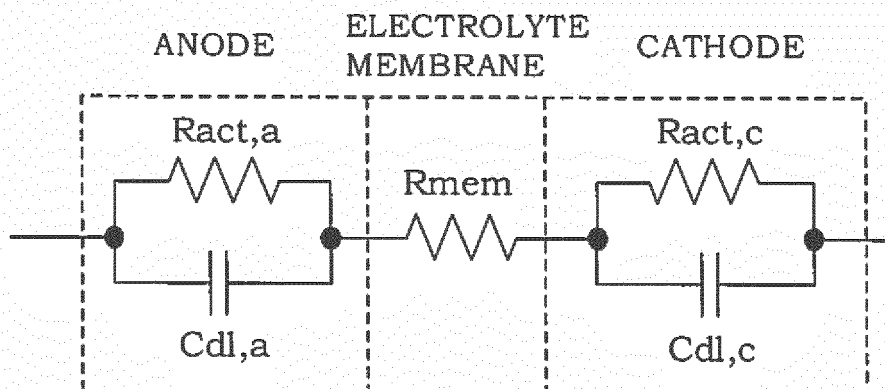 ANODE
ELECTROLYTE
MEMBRANE
CATHODE
Ract,a
Rmem
Ract,c
Cdl,a
Cdl,c